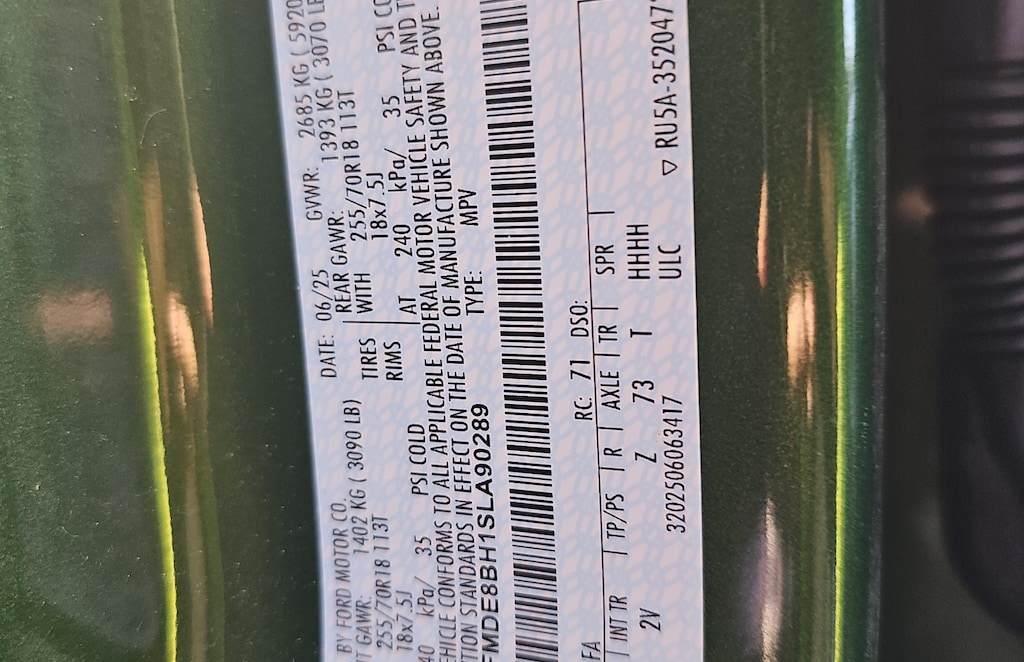 BY FORD MOTOR CO. DATE: 06/25 GVWR: 2685 KG ( 5920
T GAWR: 1402 KG ( 3090 LB) REAR GAWR: 1393 KG ( 3070 LB
255/70R18 113T TIRES WITH 255/70R18 113T
18x7.5J RIMS 18x7.5J
40 kPa/ 35 PSI COLD AT 240 kPa/ 35 PSI CO
EHICLE CONFORMS TO ALL APPLICABLE FEDERAL MOTOR VEHICLE SAFETY AND T
TION STANDARDS IN EFFECT ON THE DATE OF MANUFACTURE SHOWN ABOVE.
FMDE8BH1SLA90289 TYPE: MPV
RC: 71 DSO:
FA
INT TR TP/PS R AXLE TR SPR
2V Z 73 T HHHH
3202506063417 ULC ▽ RU5A-352047